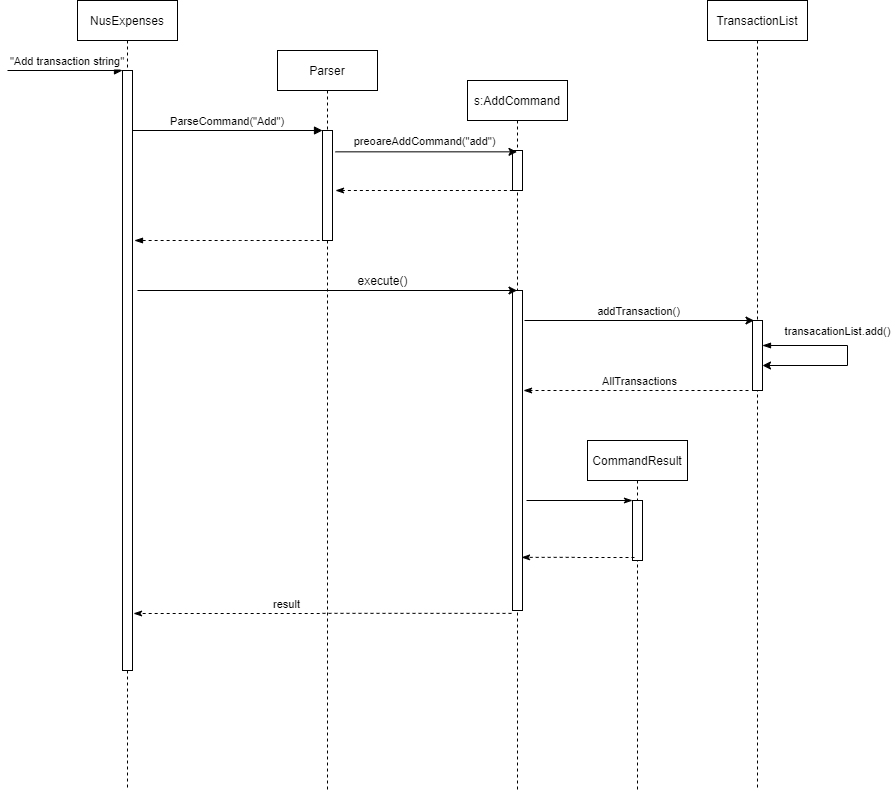 NusExpenses
TransactionList
"Add transaction string"
Parser
s:AddCommand
ParseCommand("Add")
preoareAddCommand("add")
execute()
addTransaction()
transacationList.add()
AllTransactions
CommandResult
result